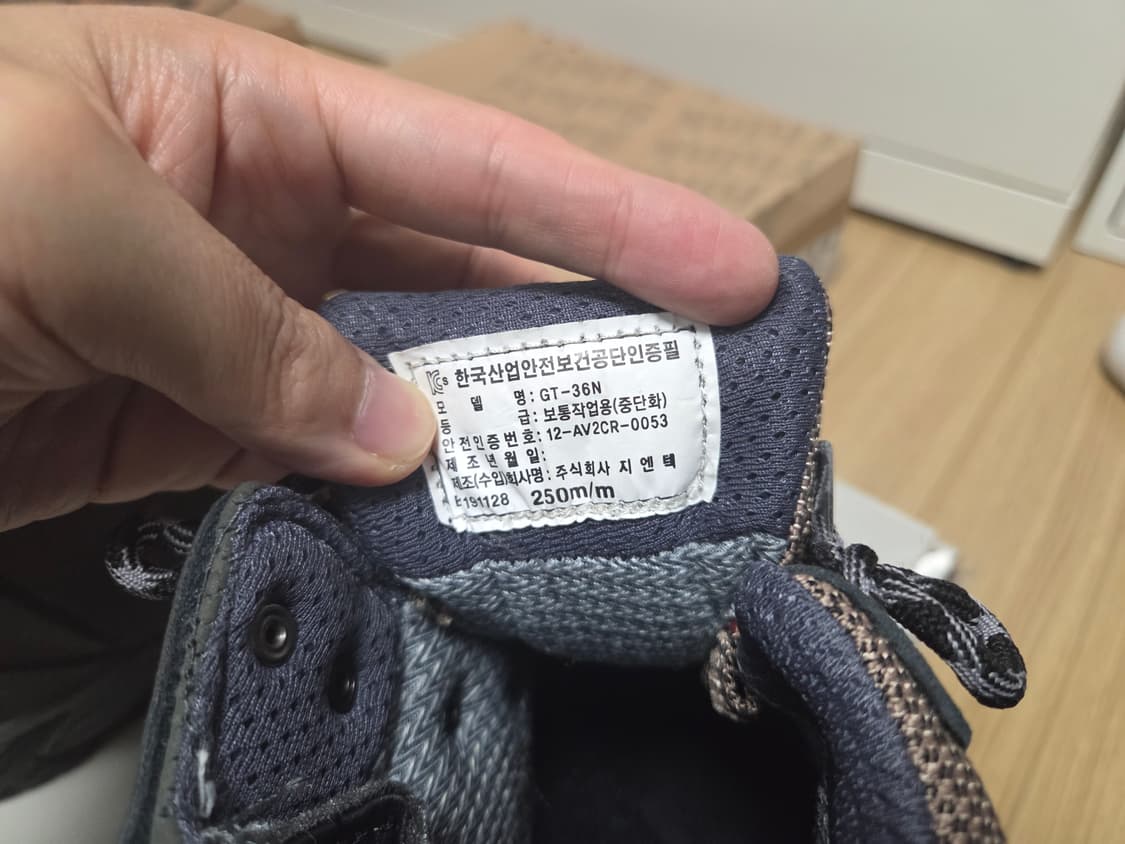 KCs 한국산업안전보건공단인증필
모 델 명: GT-36N
등 급: 보통작업용(중단화)
안전인증번호: 12-AV2CR-0053
제조년월일:
제조(수입)회사명: 주식회사 지엔텍
191128 250m/m